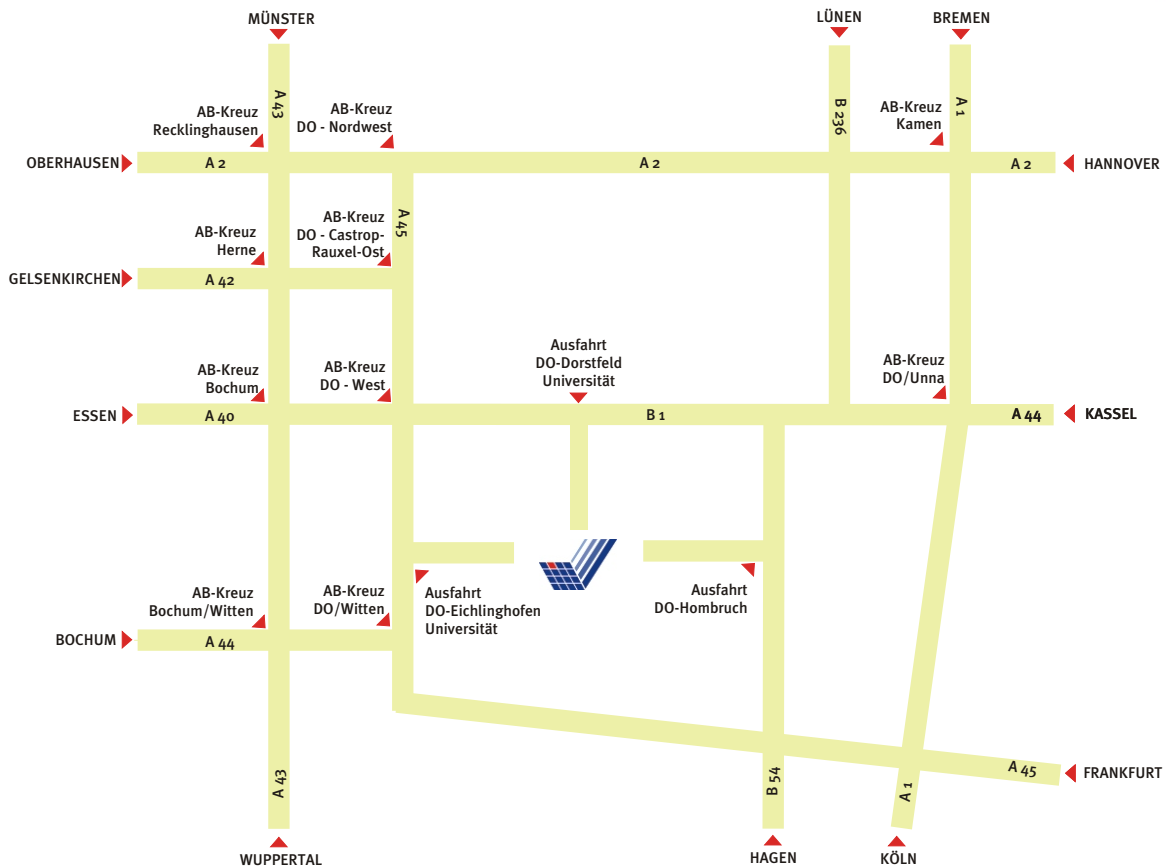 MÜNSTER
LÜNEN
BREMEN
A 43
B 236
A 1
AB-Kreuz
Recklinghausen
AB-Kreuz
DO - Nordwest
AB-Kreuz
Kamen
OBERHAUSEN
A 2
A 2
A 2
HANNOVER
A 45
AB-Kreuz
Herne
AB-Kreuz
DO - Castrop-
Rauxel-Ost
GELSENKIRCHEN
A 42
AB-Kreuz
Bochum
AB-Kreuz
DO - West
Ausfahrt
DO-Dorstfeld
Universität
AB-Kreuz
DO/Unna
ESSEN
A 40
B 1
A 44
KASSEL
AB-Kreuz
Bochum/Witten
AB-Kreuz
DO/Witten
Ausfahrt
DO-Eichlinghofen
Universität
Ausfahrt
DO-Hombruch
BOCHUM
A 44
A 43
B 54
A 1
A 45
FRANKFURT
WUPPERTAL
HAGEN
KÖLN